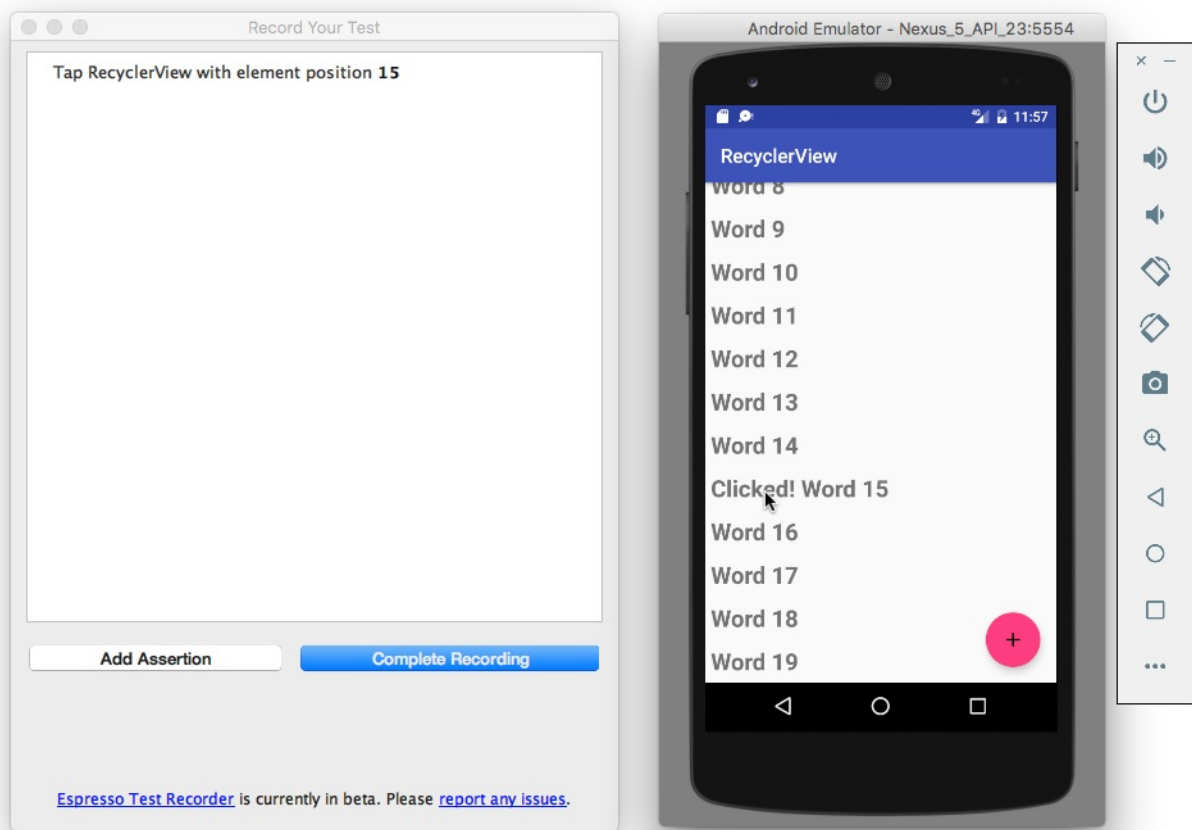 Record Your Test
Tap RecyclerView with element position 15
Add Assertion
Complete Recording
Espresso Test Recorder is currently in beta. Please report any issues.
Android Emulator - Nexus_5_API_23:5554
4G 11:57
RecyclerView
Word 8
Word 9
Word 10
Word 11
Word 12
Word 13
Word 14
Clicked! Word 15
Word 16
Word 17
Word 18
+
Word 19